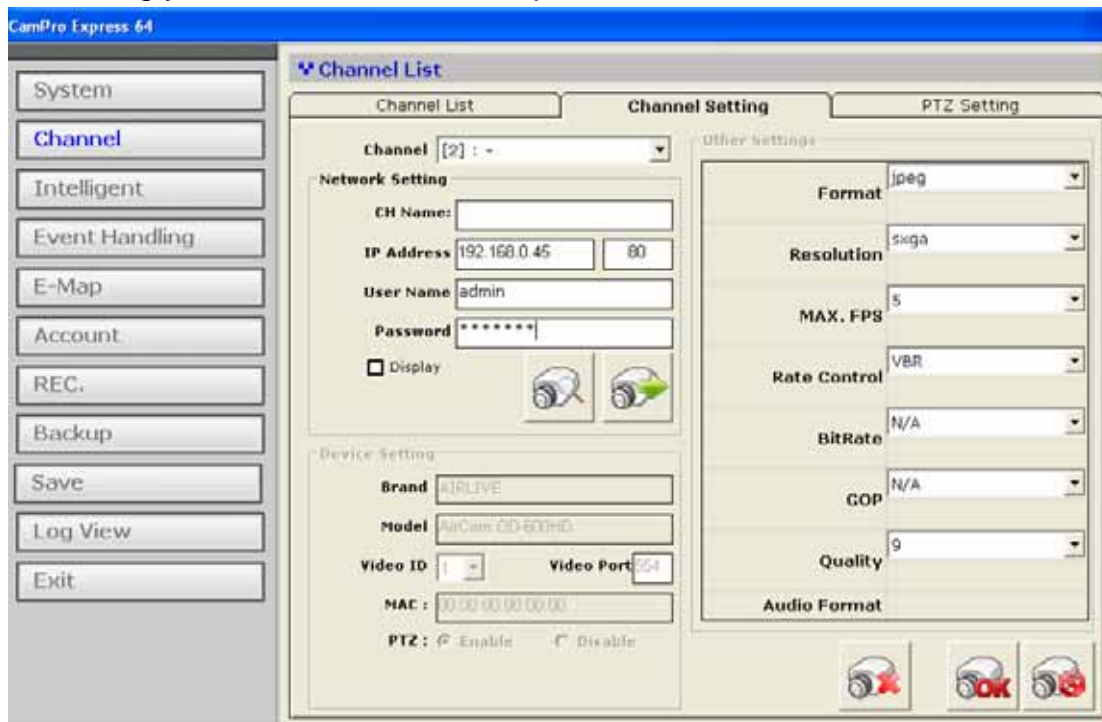 CamPro Express 64
System
Channel
Intelligent
Event Handling
E-Map
Account
REC.
Backup
Save
Log View
Exit
Channel List
Channel List
Channel Setting
PTZ Setting
Channel [2] : -
Network Setting
CH Name:
IP Address 192.168.0.45 80
User Name admin
Password *******
Display
Device Setting
Brand AIRLIVE
Model AirCam OD-600HD
Video ID 1 Video Port 554
MAC : 00:00:00:00:00:00
PTZ : Enable Disable
Other Settings
Format jpeg
Resolution sxga
MAX. FPS 5
Rate Control VBR
BitRate N/A
GOP N/A
Quality 9
Audio Format
OK